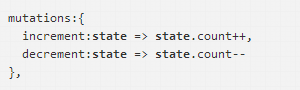 mutations:{
  increment:state => state.count++,
  decrement:state => state.count--
},